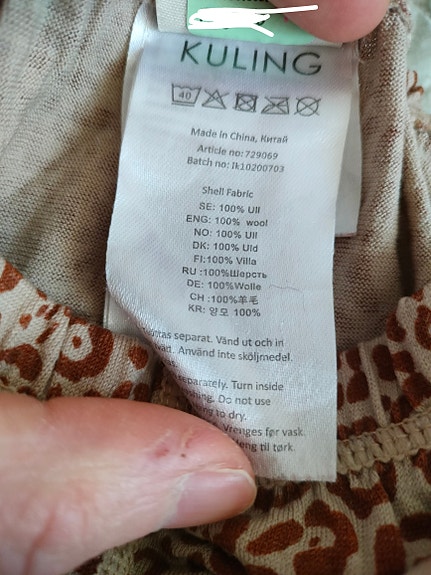 KULING
40
Made in China, Китай
Article no: 729069
Batch no: lk10200703
Shell Fabric
SE: 100% Ull
ENG: 100% wool
NO: 100% Ull
DK: 100% Uld
FI:100% Villa
RU :100%Шерсть
DE: 100%Wolle
CH :100%羊毛
KR: 양모 100%
separat. Vänd ut och in
Använd inte sköljmedel.
separately. Turn inside
Do not use
to dry.
Vrenges før vask.
til tørk.